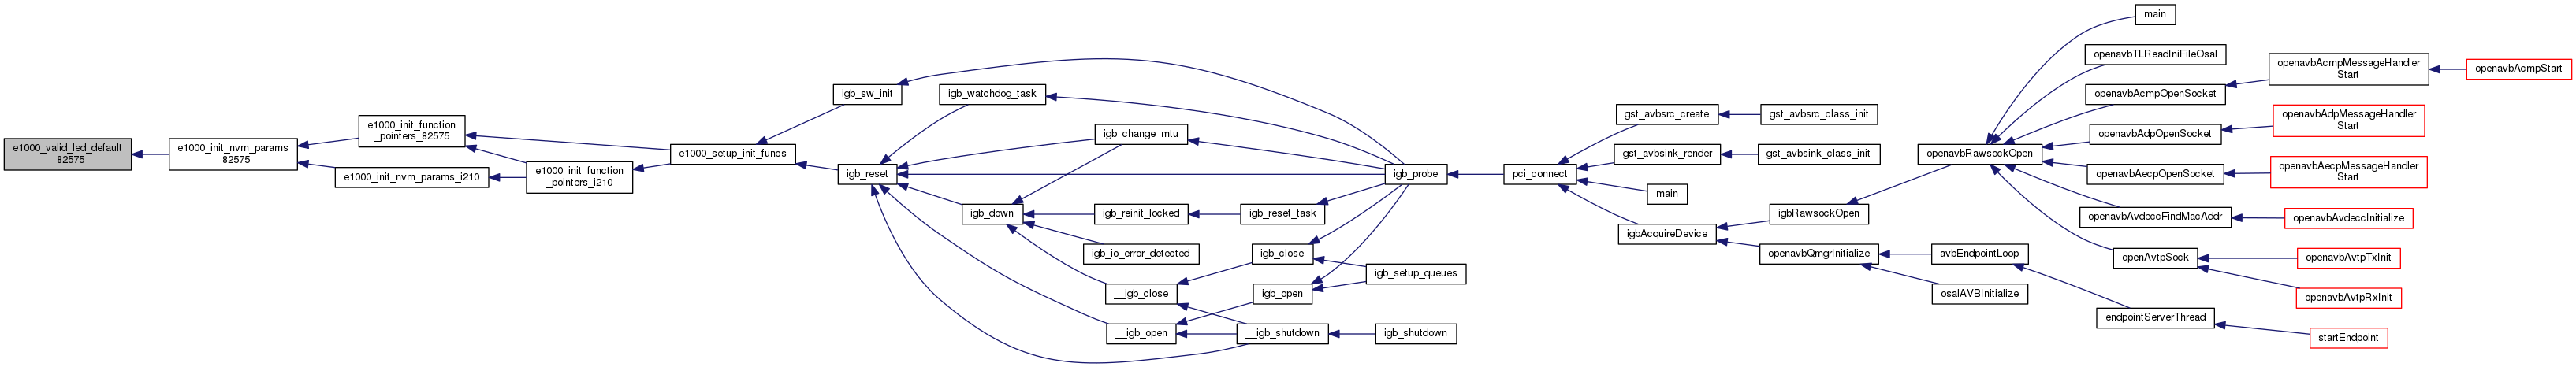 e1000_valid_led_default
_82575
e1000_init_nvm_params
_82575
e1000_init_function
_pointers_82575
e1000_init_nvm_params_i210
e1000_init_function
_pointers_i210
e1000_setup_init_funcs
igb_sw_init
igb_reset
igb_watchdog_task
igb_change_mtu
igb_down
igb_reinit_locked
igb_reset_task
igb_io_error_detected
igb_close
__igb_close
igb_open
__igb_open
__igb_shutdown
igb_setup_queues
igb_shutdown
igb_probe
pci_connect
gst_avbsrc_create
gst_avbsrc_class_init
gst_avbsink_render
gst_avbsink_class_init
main
igbAcquireDevice
igbRawsockOpen
openavbQmgrInitialize
avbEndpointLoop
osalAVBInitialize
openavbRawsockOpen
main
openavbTLReadIniFileOsal
openavbAcmpOpenSocket
openavbAcmpMessageHandler
Start
openavbAcmpStart
openavbAdpOpenSocket
openavbAdpMessageHandler
Start
openavbAecpOpenSocket
openavbAecpMessageHandler
Start
openavbAvdeccFindMacAddr
openavbAvdeccInitialize
openAvtpSock
openavbAvtpTxInit
openavbAvtpRxInit
endpointServerThread
startEndpoint